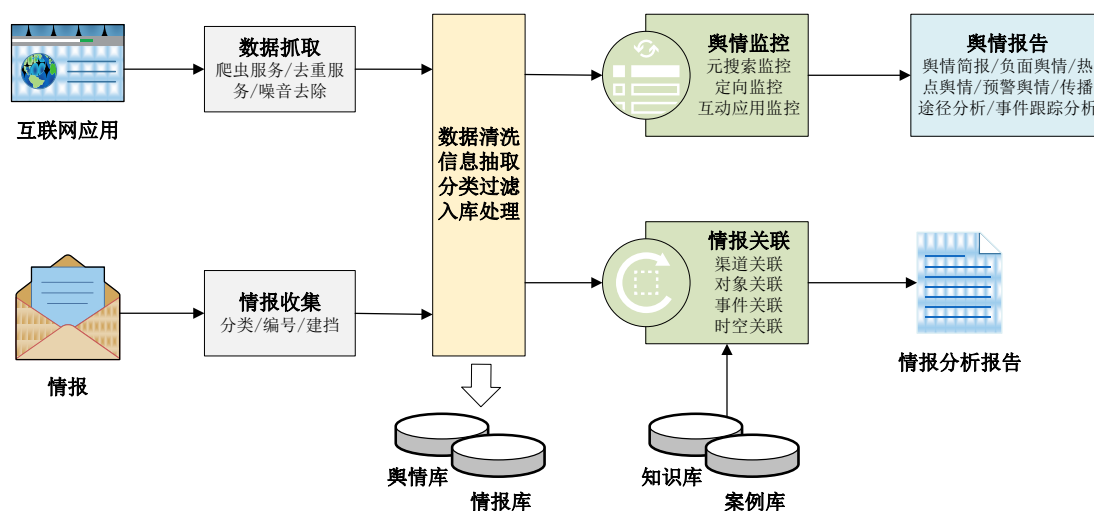 互联网应用
数据抓取
爬虫服务/去重服
务/噪音去除
数据清洗
信息抽取
分类过滤
入库处理
舆情监控
元搜索监控
定向监控
互动应用监控
舆情报告
舆情简报/负面舆情/热
点舆情/预警舆情/传播
途径分析/事件跟踪分析
情报
情报收集
分类/编号/建挡
情报关联
渠道关联
对象关联
事件关联
时空关联
情报分析报告
舆情库
情报库
知识库
案例库